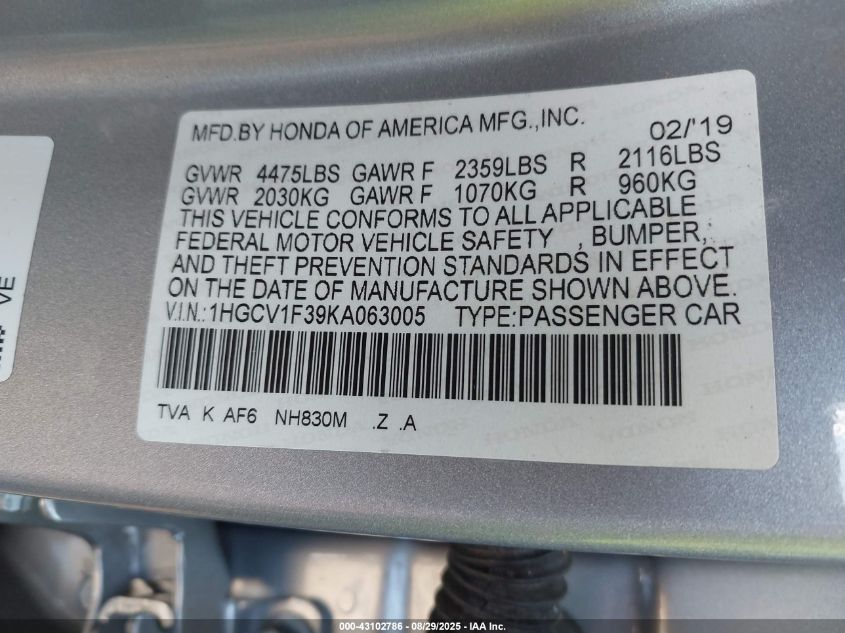 MFD.BY HONDA OF AMERICA MFG.,INC. 02/'19
GVWR 4475LBS GAWR F 2359LBS R 2116LBS
GVWR 2030KG GAWR F 1070KG R 960KG
THIS VEHICLE CONFORMS TO ALL APPLICABLE
FEDERAL MOTOR VEHICLE SAFETY , BUMPER,
AND THEFT PREVENTION STANDARDS IN EFFECT
ON THE DATE OF MANUFACTURE SHOWN ABOVE.
V.I.N.:1HGCV1F39KA063005 TYPE:PASSENGER CAR
TVA K AF6 NH830M .Z .A
VE
000-43102786 - 08/29/2025 - IAA Inc.